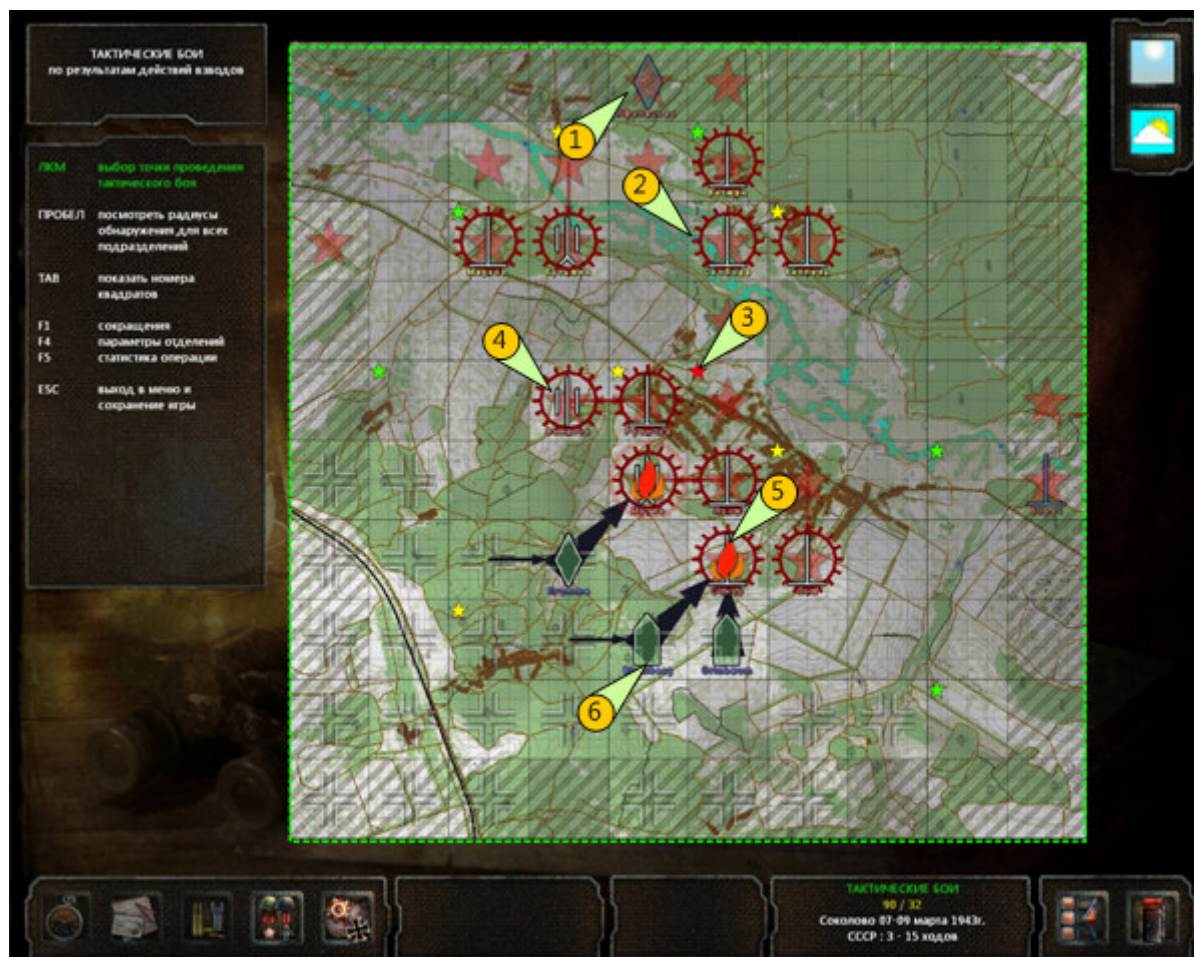 ТАКТИЧЕСКИЕ БОИ
по результатам действий взводов
ЛКМ выбор точки проведения
тактического боя
ПРОБЕЛ посмотреть радиусы
обнаружения для всех
подразделений
TAB показать номера
квадратов
F1 сокращения
F4 параметры отделений
F5 статистика операции
ESC выход в меню и
сохранение игры
1
2
3
4
5
6
ТАКТИЧЕСКИЕ БОИ
90 / 32
Соколово 07-09 марта 1943г.
СССР : 3 - 15 ходов